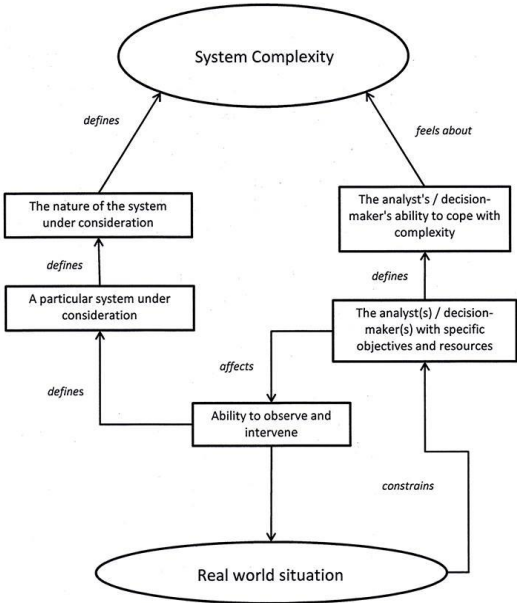 System Complexity
defines
feels about
The nature of the system
under consideration
The analyst's / decision-
maker's ability to cope with
complexity
defines
defines
A particular system under
consideration
The analyst(s) / decision-
maker(s) with specific
objectives and resources
affects
defines
Ability to observe and
intervene
constrains
Real world situation